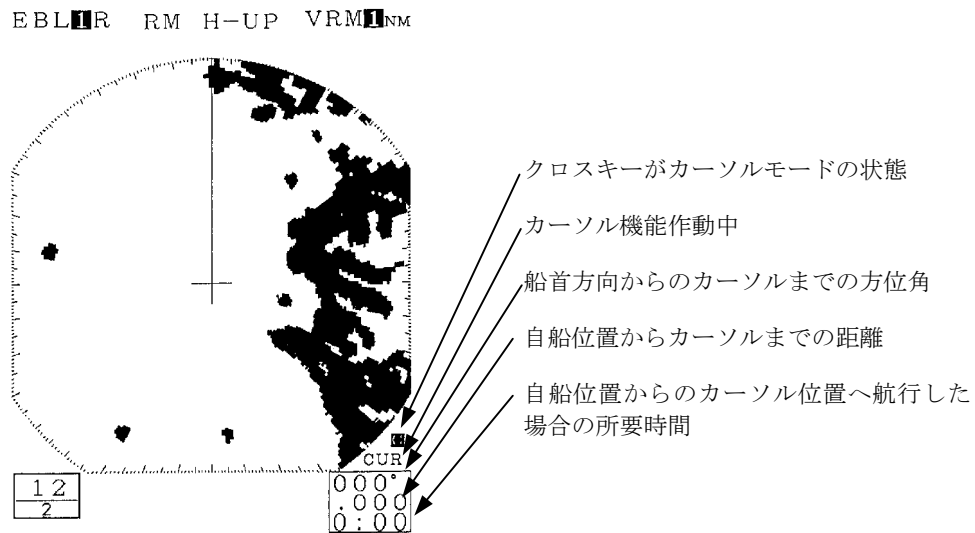 EBL1R RM H-UP VRM1NM
クロスキーがカーソルモードの状態
カーソル機能作動中
船首方向からのカーソルまでの方位角
自船位置からカーソルまでの距離
自船位置からのカーソル位置へ航行した
場合の所要時間
CUR
000°
.000
0:00
12
2